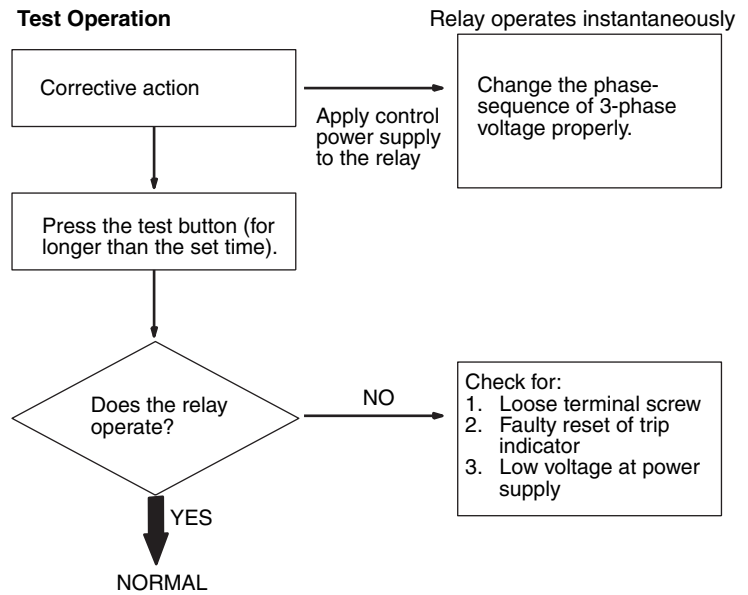 Test Operation
Relay operates instantaneously
Corrective action
Apply control
power supply
to the relay
Change the phase-
sequence of 3-phase
voltage properly.
Press the test button (for
longer than the set time).
Does the relay
operate?
NO
Check for:
1. Loose terminal screw
2. Faulty reset of trip
indicator
3. Low voltage at power
supply
YES
NORMAL